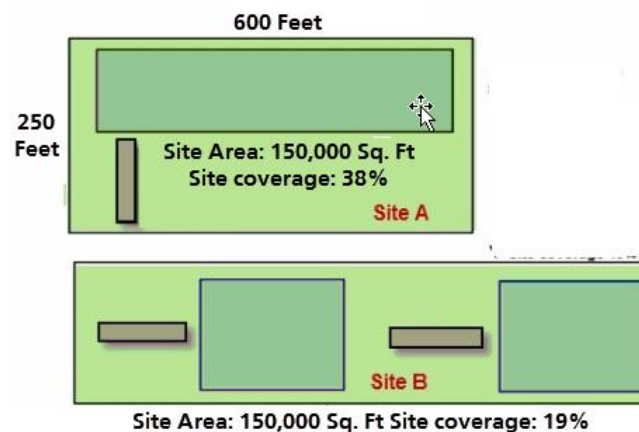 600 Feet
250
Feet
Site Area: 150,000 Sq. Ft
Site coverage: 38%
Site A
Site B
Site Area: 150,000 Sq. Ft Site coverage: 19%